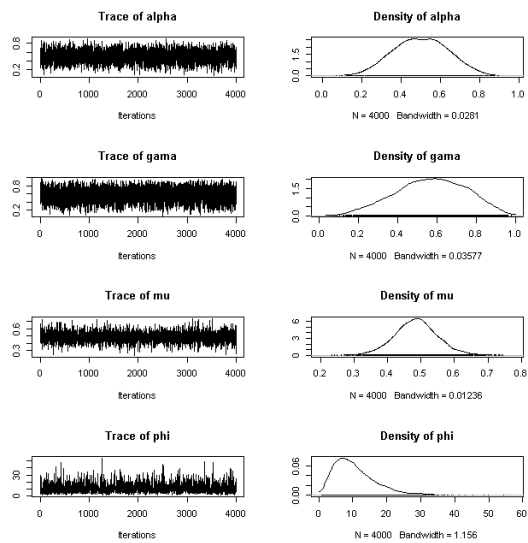 Trace of alpha
0.2 0.8
0 1000 2000 3000 4000
Iterations
Density of alpha
0.0 1.5
0.0 0.2 0.4 0.6 0.8 1.0
N = 4000 Bandwidth = 0.0281
Trace of gama
0.2 0.8
0 1000 2000 3000 4000
Iterations
Density of gama
0.0 1.5
0.0 0.2 0.4 0.6 0.8 1.0
N = 4000 Bandwidth = 0.03577
Trace of mu
0.3 0.6
0 1000 2000 3000 4000
Iterations
Density of mu
0 3 6
0.2 0.3 0.4 0.5 0.6 0.7 0.8
N = 4000 Bandwidth = 0.01236
Trace of phi
0 30
0 1000 2000 3000 4000
Iterations
Density of phi
0.00 0.06
0 10 20 30 40 50 60
N = 4000 Bandwidth = 1.156